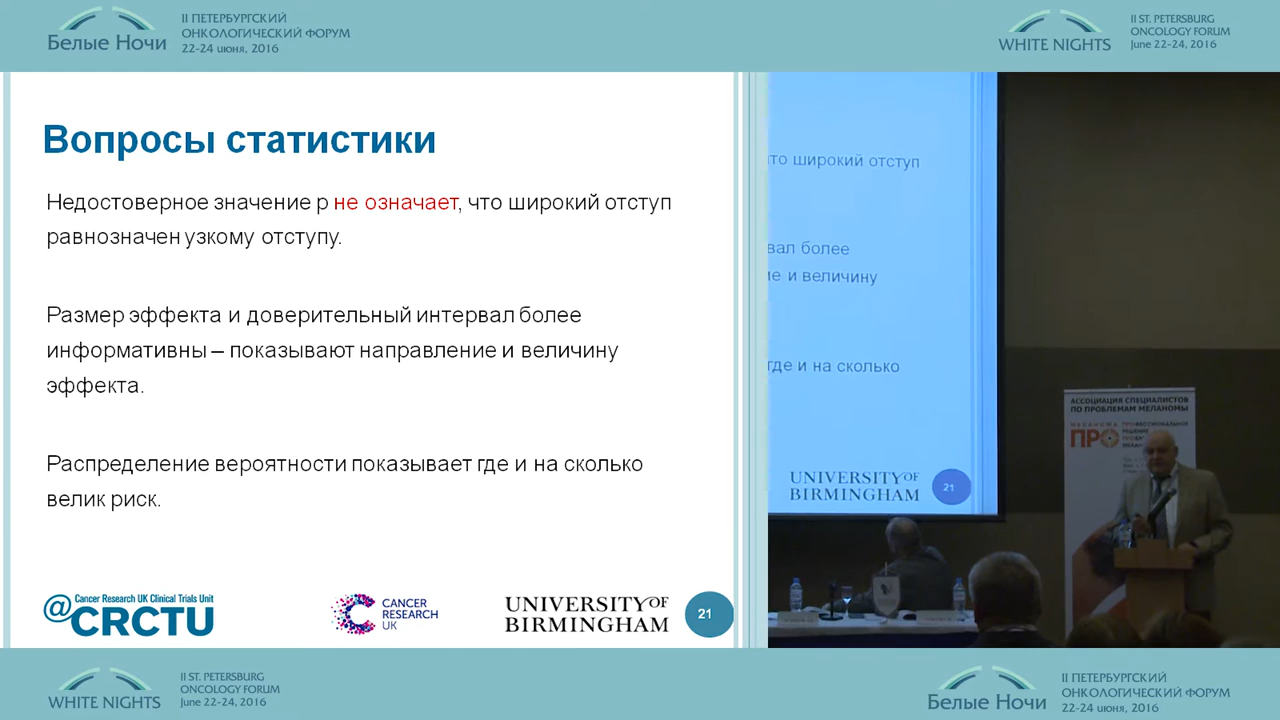 Белые Ночи
II ПЕТЕРБУРГСКИЙ
ОНКОЛОГИЧЕСКИЙ ФОРУМ
22-24 июня, 2016
WHITE NIGHTS
II ST. PETERSBURG
ONCOLOGY FORUM
June 22-24, 2016
Вопросы статистики
Недостоверное значение р не означает, что широкий отступ
равнозначен узкому отступу.
Размер эффекта и доверительный интервал более
информативны – показывают направление и величину
эффекта.
Распределение вероятности показывает где и на сколько
велик риск.
@CRCTU
Cancer Research UK Clinical Trials Unit
CANCER
RESEARCH
UK
UNIVERSITY OF
BIRMINGHAM
21
что широкий отступ
вал более
ие и величину
где и на сколько
UNIVERSITY OF
BIRMINGHAM
21
АССОЦИАЦИЯ СПЕЦИАЛИСТОВ
ПО ПРОБЛЕМАМ МЕЛАНОМЫ
МЕЛАНОМА
ПРО
ПРОФЕССИОНАЛЬНОЕ
РЕШЕНИЕ
WHITE NIGHTS
II ST. PETERSBURG
ONCOLOGY FORUM
June 22-24, 2016
Белые Ночи
II ПЕТЕРБУРГСКИЙ
ОНКОЛОГИЧЕСКИЙ ФОРУМ
22-24 июня, 2016